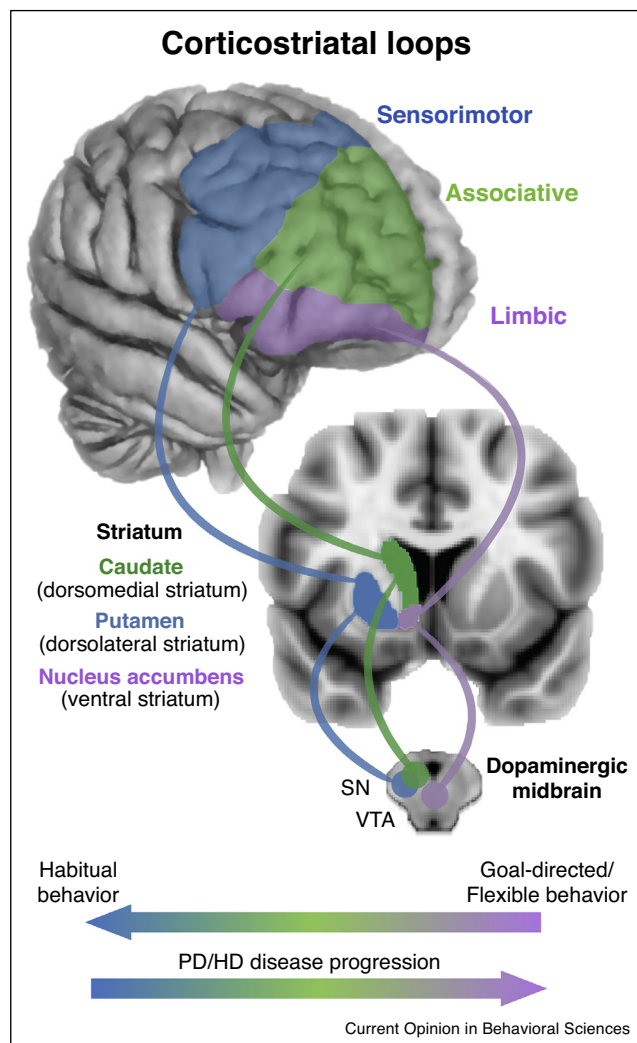 Corticostriatal loops
Sensorimotor
Associative
Limbic
Striatum
Caudate
(dorsomedial striatum)
Putamen
(dorsolateral striatum)
Nucleus accumbens
(ventral striatum)
SN
VTA
Dopaminergic
midbrain
Habitual
behavior
Goal-directed/
Flexible behavior
PD/HD disease progression
Current Opinion in Behavioral Sciences